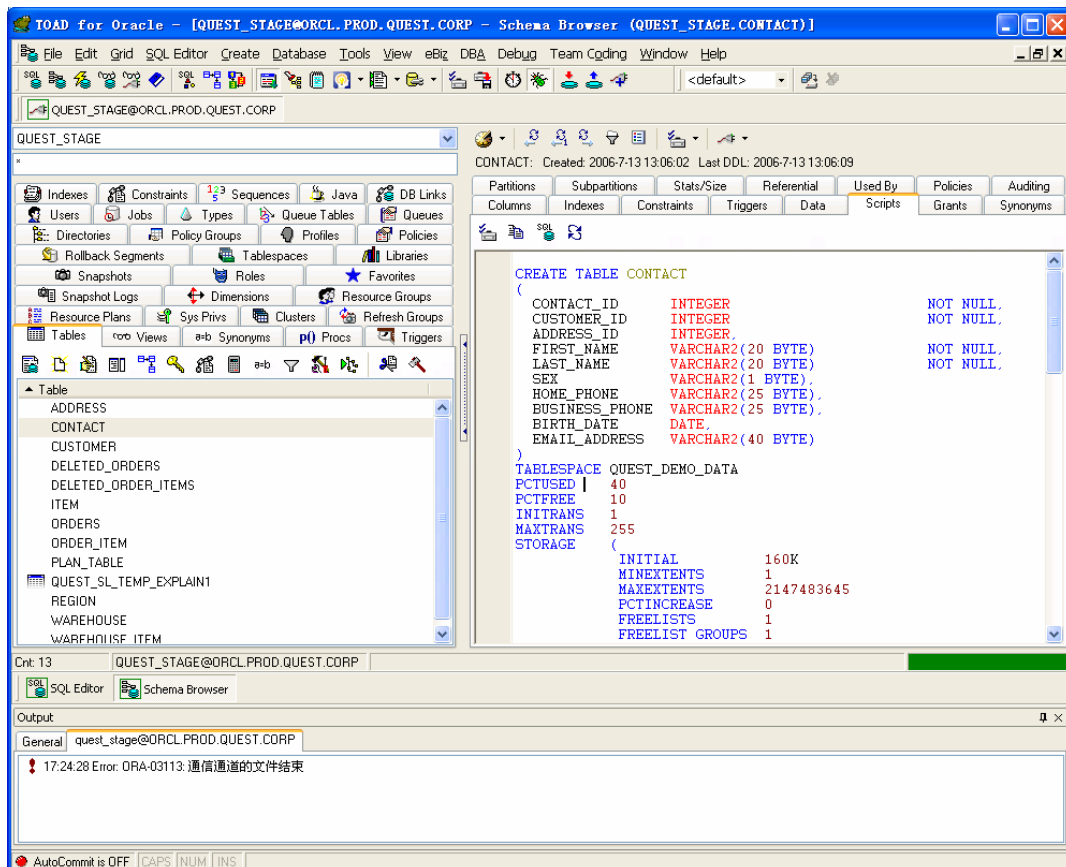 TOAD for Oracle - [QUEST_STAGE@ORCL.PROD.QUEST.CORP - Schema Browser (QUEST_STAGE.CONTACT)]
File Edit Grid SQL Editor Create Database Tools View eBiz DBA Debug Team Coding Window Help
<default>
QUEST_STAGE@ORCL.PROD.QUEST.CORP
QUEST_STAGE
*
Indexes Constraints Sequences Java DB Links
Users Jobs Types Queue Tables Queues
Directories Policy Groups Profiles Policies
Rollback Segments Tablespaces Libraries
Snapshots Roles Favorites
Snapshot Logs Dimensions Resource Groups
Resource Plans Sys Privs Clusters Refresh Groups
Tables Views Synonyms Procs Triggers
Table
ADDRESS
CONTACT
CUSTOMER
DELETED_ORDERS
DELETED_ORDER_ITEMS
ITEM
ORDERS
ORDER_ITEM
PLAN_TABLE
QUEST_SL_TEMP_EXPLAIN1
REGION
WAREHOUSE
WAREHOUSE_ITEM
CONTACT: Created: 2006-7-13 13:06:02 Last DDL: 2006-7-13 13:06:09
Partitions Subpartitions Stats/Size Referential Used By Policies Auditing
Columns Indexes Constraints Triggers Data Scripts Grants Synonyms
CREATE TABLE CONTACT
(
CONTACT_ID INTEGER NOT NULL,
CUSTOMER_ID INTEGER NOT NULL,
ADDRESS_ID INTEGER,
FIRST_NAME VARCHAR2(20 BYTE) NOT NULL,
LAST_NAME VARCHAR2(20 BYTE) NOT NULL,
SEX VARCHAR2(1 BYTE),
HOME_PHONE VARCHAR2(25 BYTE),
BUSINESS_PHONE VARCHAR2(25 BYTE),
BIRTH_DATE DATE,
EMAIL_ADDRESS VARCHAR2(40 BYTE)
)
TABLESPACE QUEST_DEMO_DATA
PCTUSED 40
PCTFREE 10
INITRANS 1
MAXTRANS 255
STORAGE (
INITIAL 160K
MINEXTENTS 1
MAXEXTENTS 2147483645
PCTINCREASE 0
FREELISTS 1
FREELIST GROUPS 1
Cnt: 13 QUEST_STAGE@ORCL.PROD.QUEST.CORP
SQL Editor Schema Browser
Output
General quest_stage@ORCL.PROD.QUEST.CORP
17:24:28 Error: ORA-03113: 通信通道的文件结束
AutoCommit is OFF CAPS NUM INS